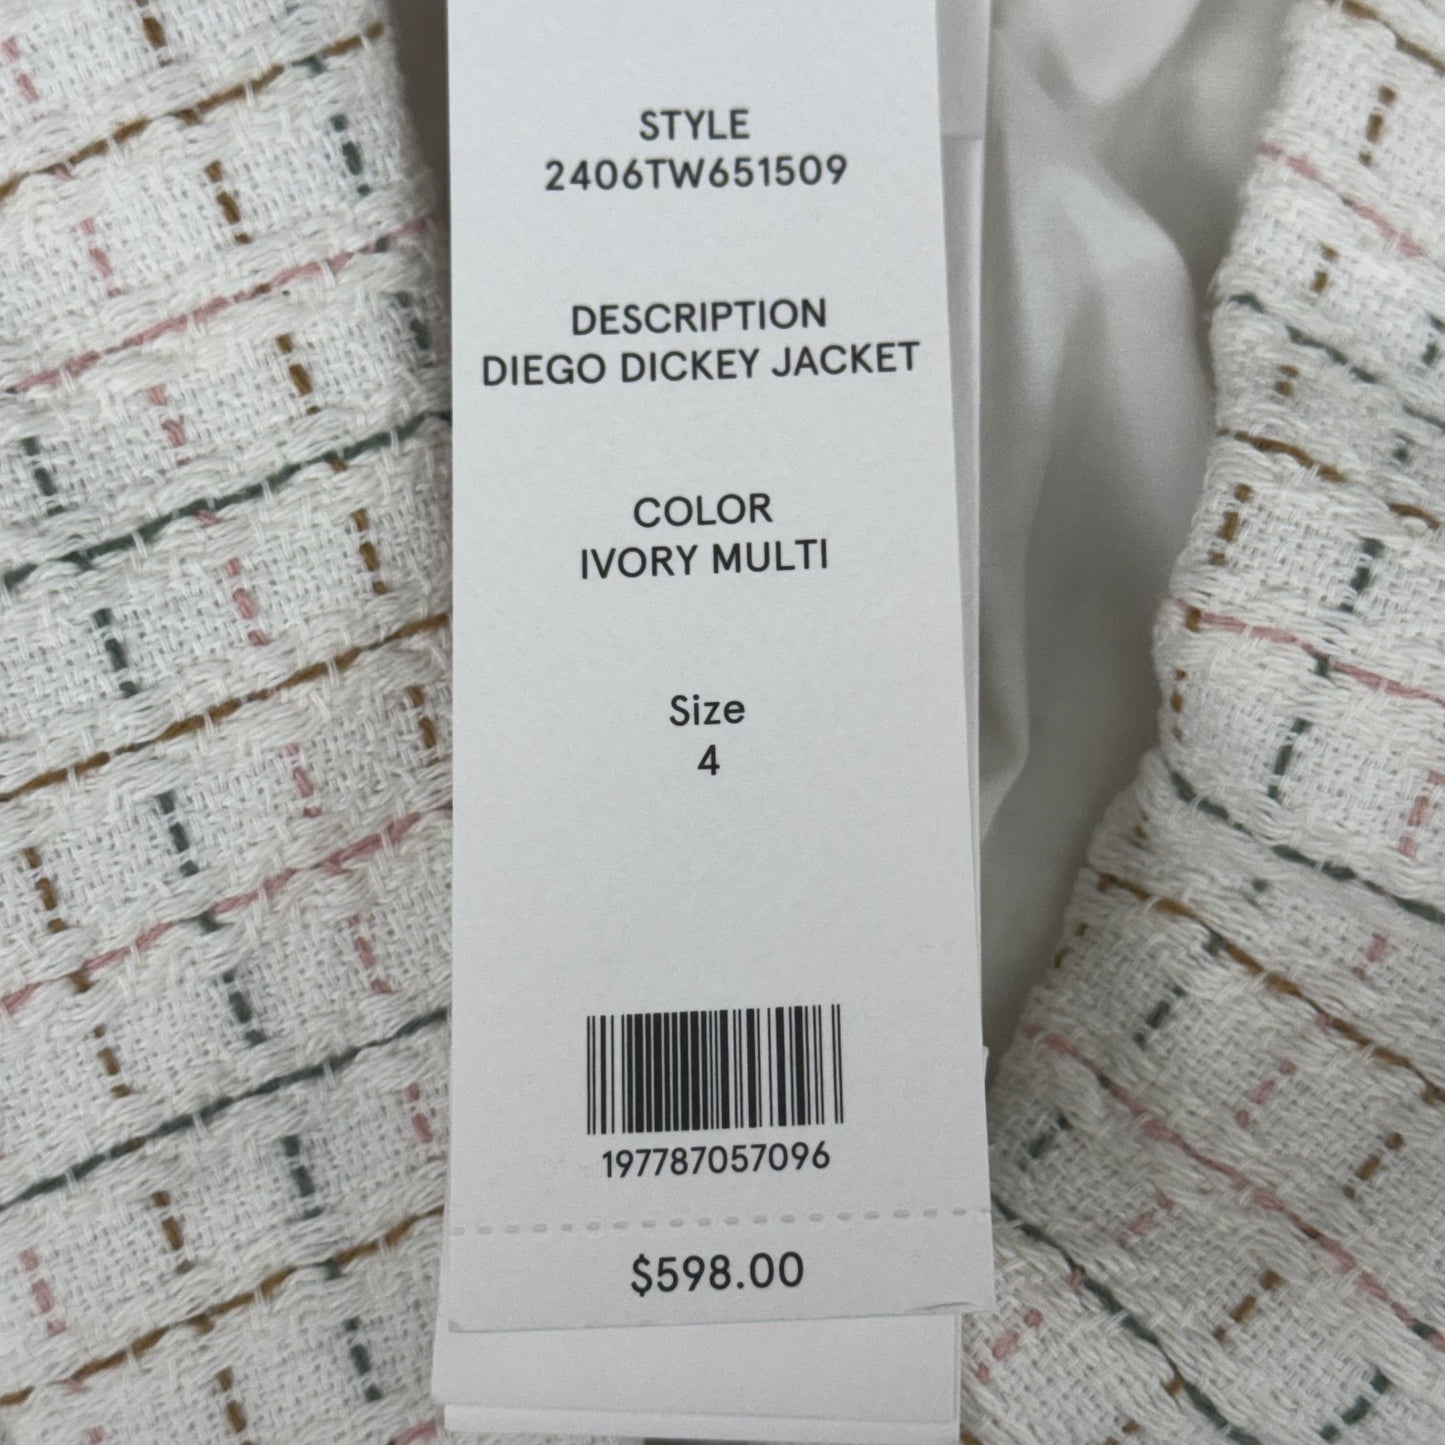 STYLE
2406TW651509
DESCRIPTION
DIEGO DICKEY JACKET
COLOR
IVORY MULTI
Size
4
197787057096
$598.00